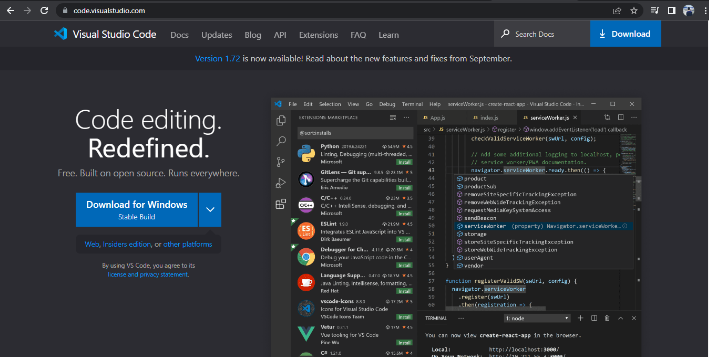 code.visualstudio.com
Visual Studio Code
Docs
Updates
Blog
API
Extensions
FAQ
Learn
Search Docs
Download
Version 1.72 is now available! Read about the new features and fixes from September.
Code editing.
Redefined.
Free. Built on open source. Runs everywhere.
Download for Windows
Stable Build
Web, Insiders edition, or other platforms
By using VS Code, you agree to its
license and privacy statement.
File Edit Selection View Go Debug Terminal Help
serviceWorker.js - create-react-app - Visual Studio Code - In...
EXTENSIONS: MARKETPLACE
@sort:installs
Python
Linting, Debugging (multi-threaded,
Microsoft
Install
GitLens — Git sup
Supercharge the Git capabilities
Eric Amodio
Install
C/C++
C/C++ IntelliSense, debugging, and
Microsoft
Install
ESLint
Integrates ESLint JavaScript into VS
Dirk Baeumer
Install
Debugger for Ch
Debug your JavaScript code in the C
Microsoft
Install
Language Supp
Java Linting, Intellisense, formatting,
Red Hat
Install
vscode-icons
Icons for Visual Studio Code
VSCode Icons Team
Install
Vetur
Vue tooling for VS Code
Pine Wu
Install
C#
App.js
index.js
serviceWorker.js
src > serviceWorker.js > register > window.addEventListener('load') callback
39
checkValidServiceWorker(swUrl, config);
40
41
// Add some additional logging to localhost,
42
// service worker/PWA documentation.
43
navigator.serviceWorker.ready.then(() => {
product
productSub
removeSiteSpecificTrackingException
removeWebWideTrackingException
requestMediaKeySystemAccess
sendBeacon
serviceWorker (property) Navigator.serviceWorke...
storage
storeSiteSpecificTrackingException
storeWebWideTrackingException
userAgent
vendor
function registerValidSW(swUrl, config) {
navigator.serviceWorker
.register(swUrl)
.then(registration => {
TERMINAL
1: node
You can now view create-react-app in the browser.
Local: http://localhost:3000/